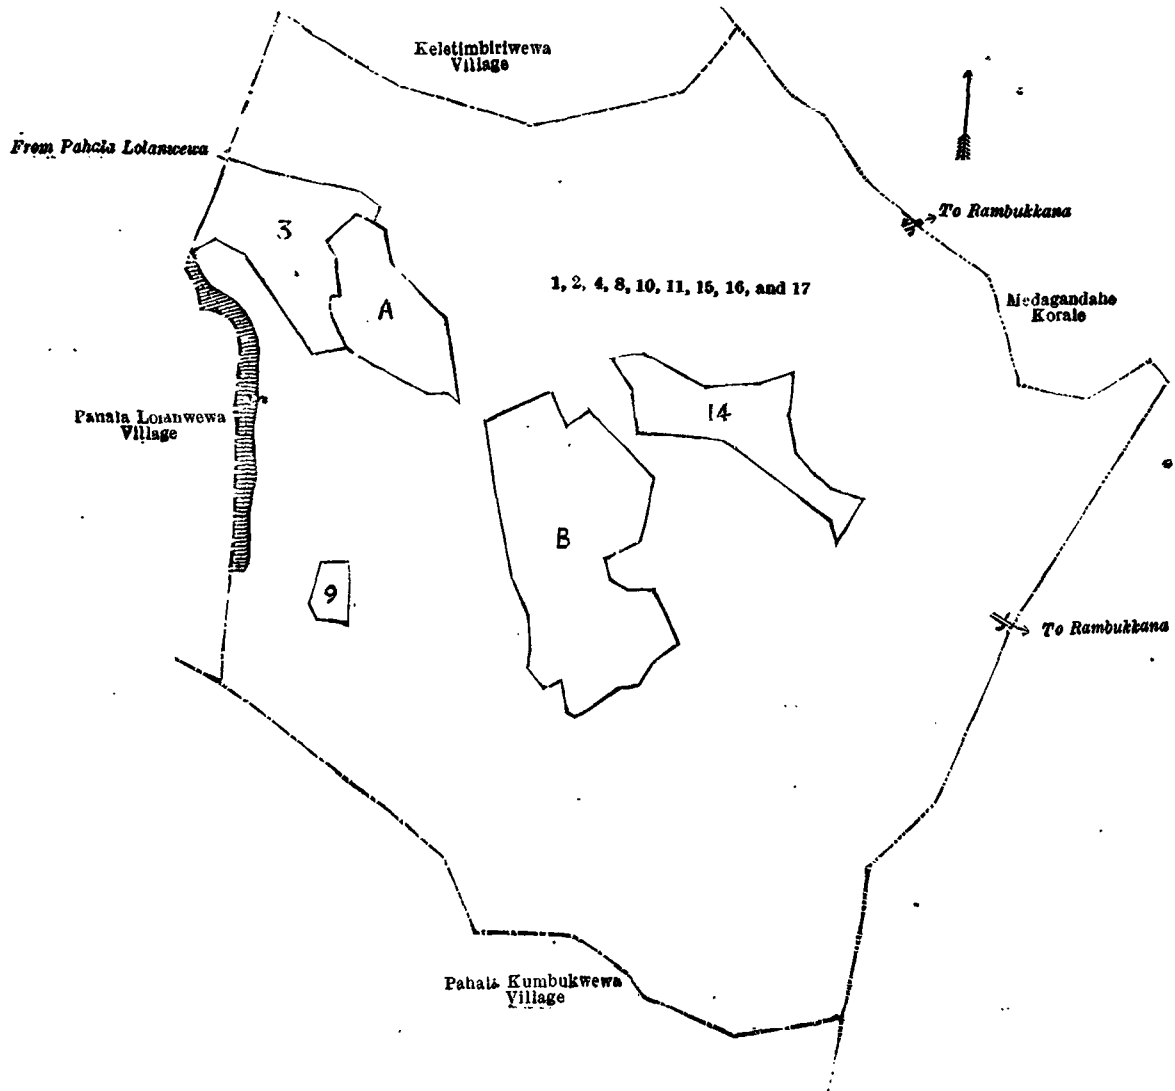 Keletimbiriwewa
Village
From Pahala Lolanwewa
To Rambukkana
3
1, 2, 4, 8, 10, 11, 15, 16, and 17
Medagandahe
Korale
A
14
Pahala Lolanwewa
Village
B
9
To Rambukkana
Pahala Kumbukwewa
Village